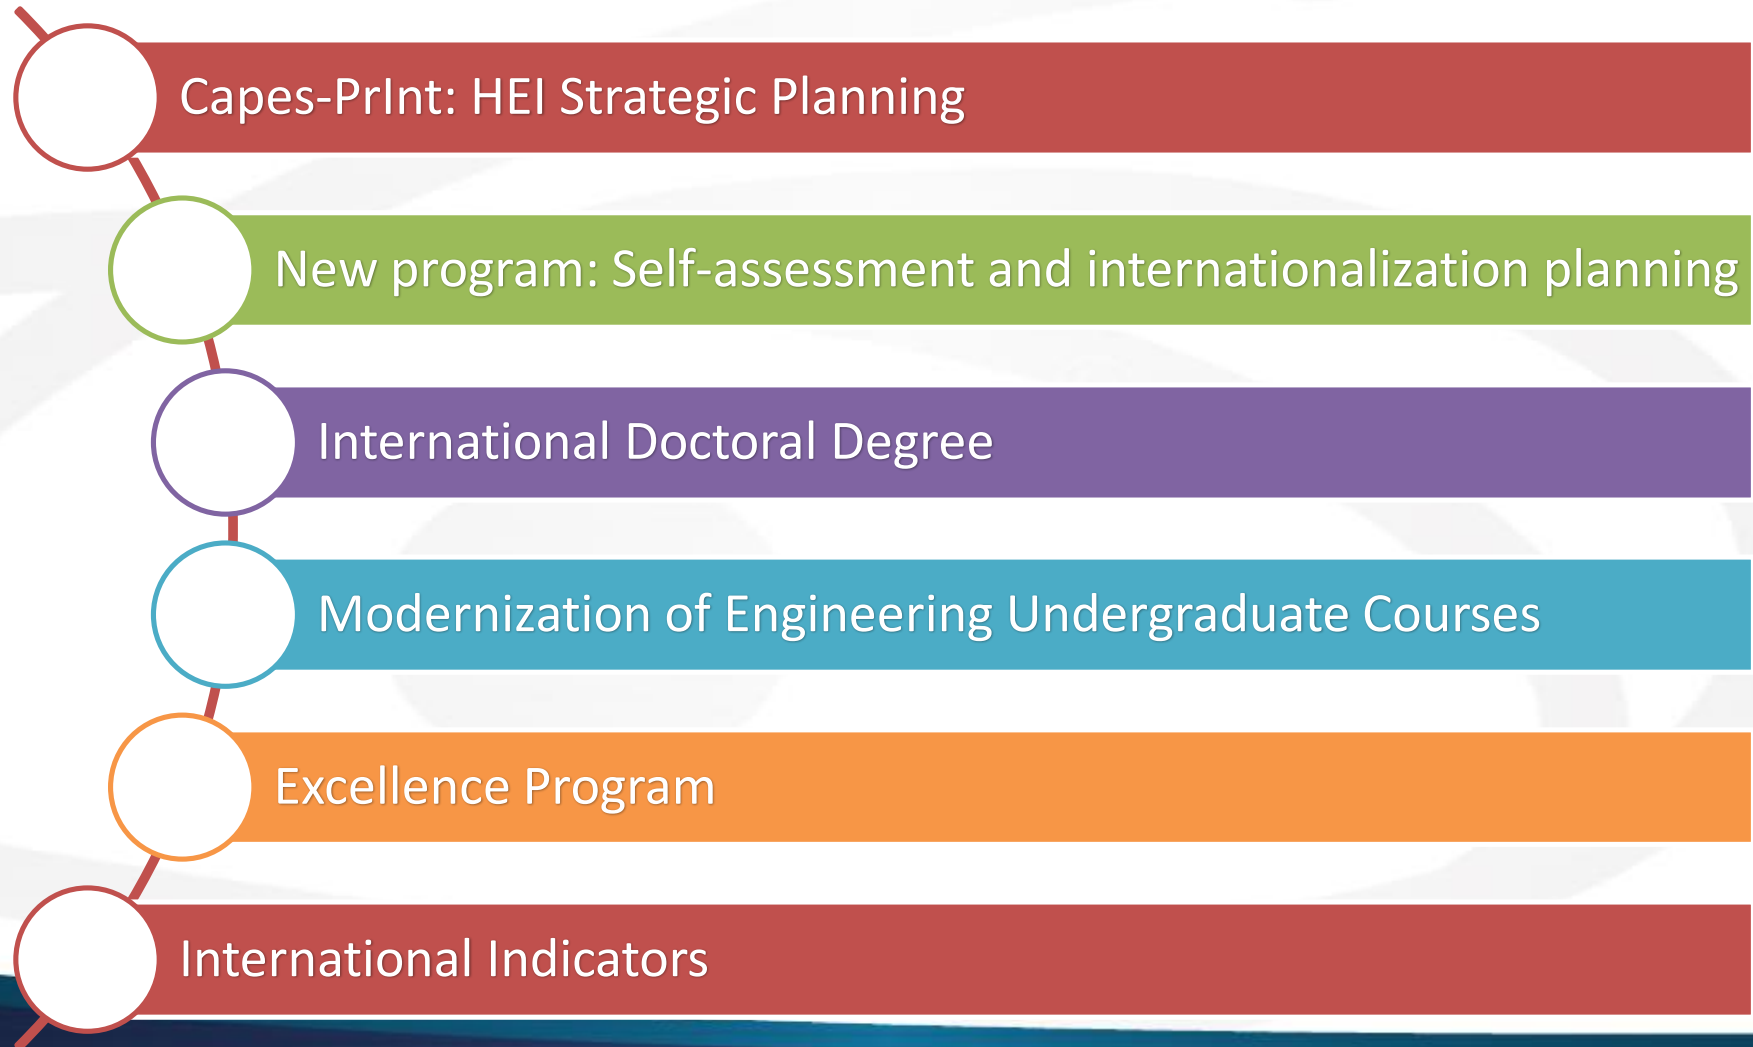 Capes-PrInt: HEI Strategic Planning
New program: Self-assessment and internationalization planning
International Doctoral Degree
Modernization of Engineering Undergraduate Courses
Excellence Program
International Indicators